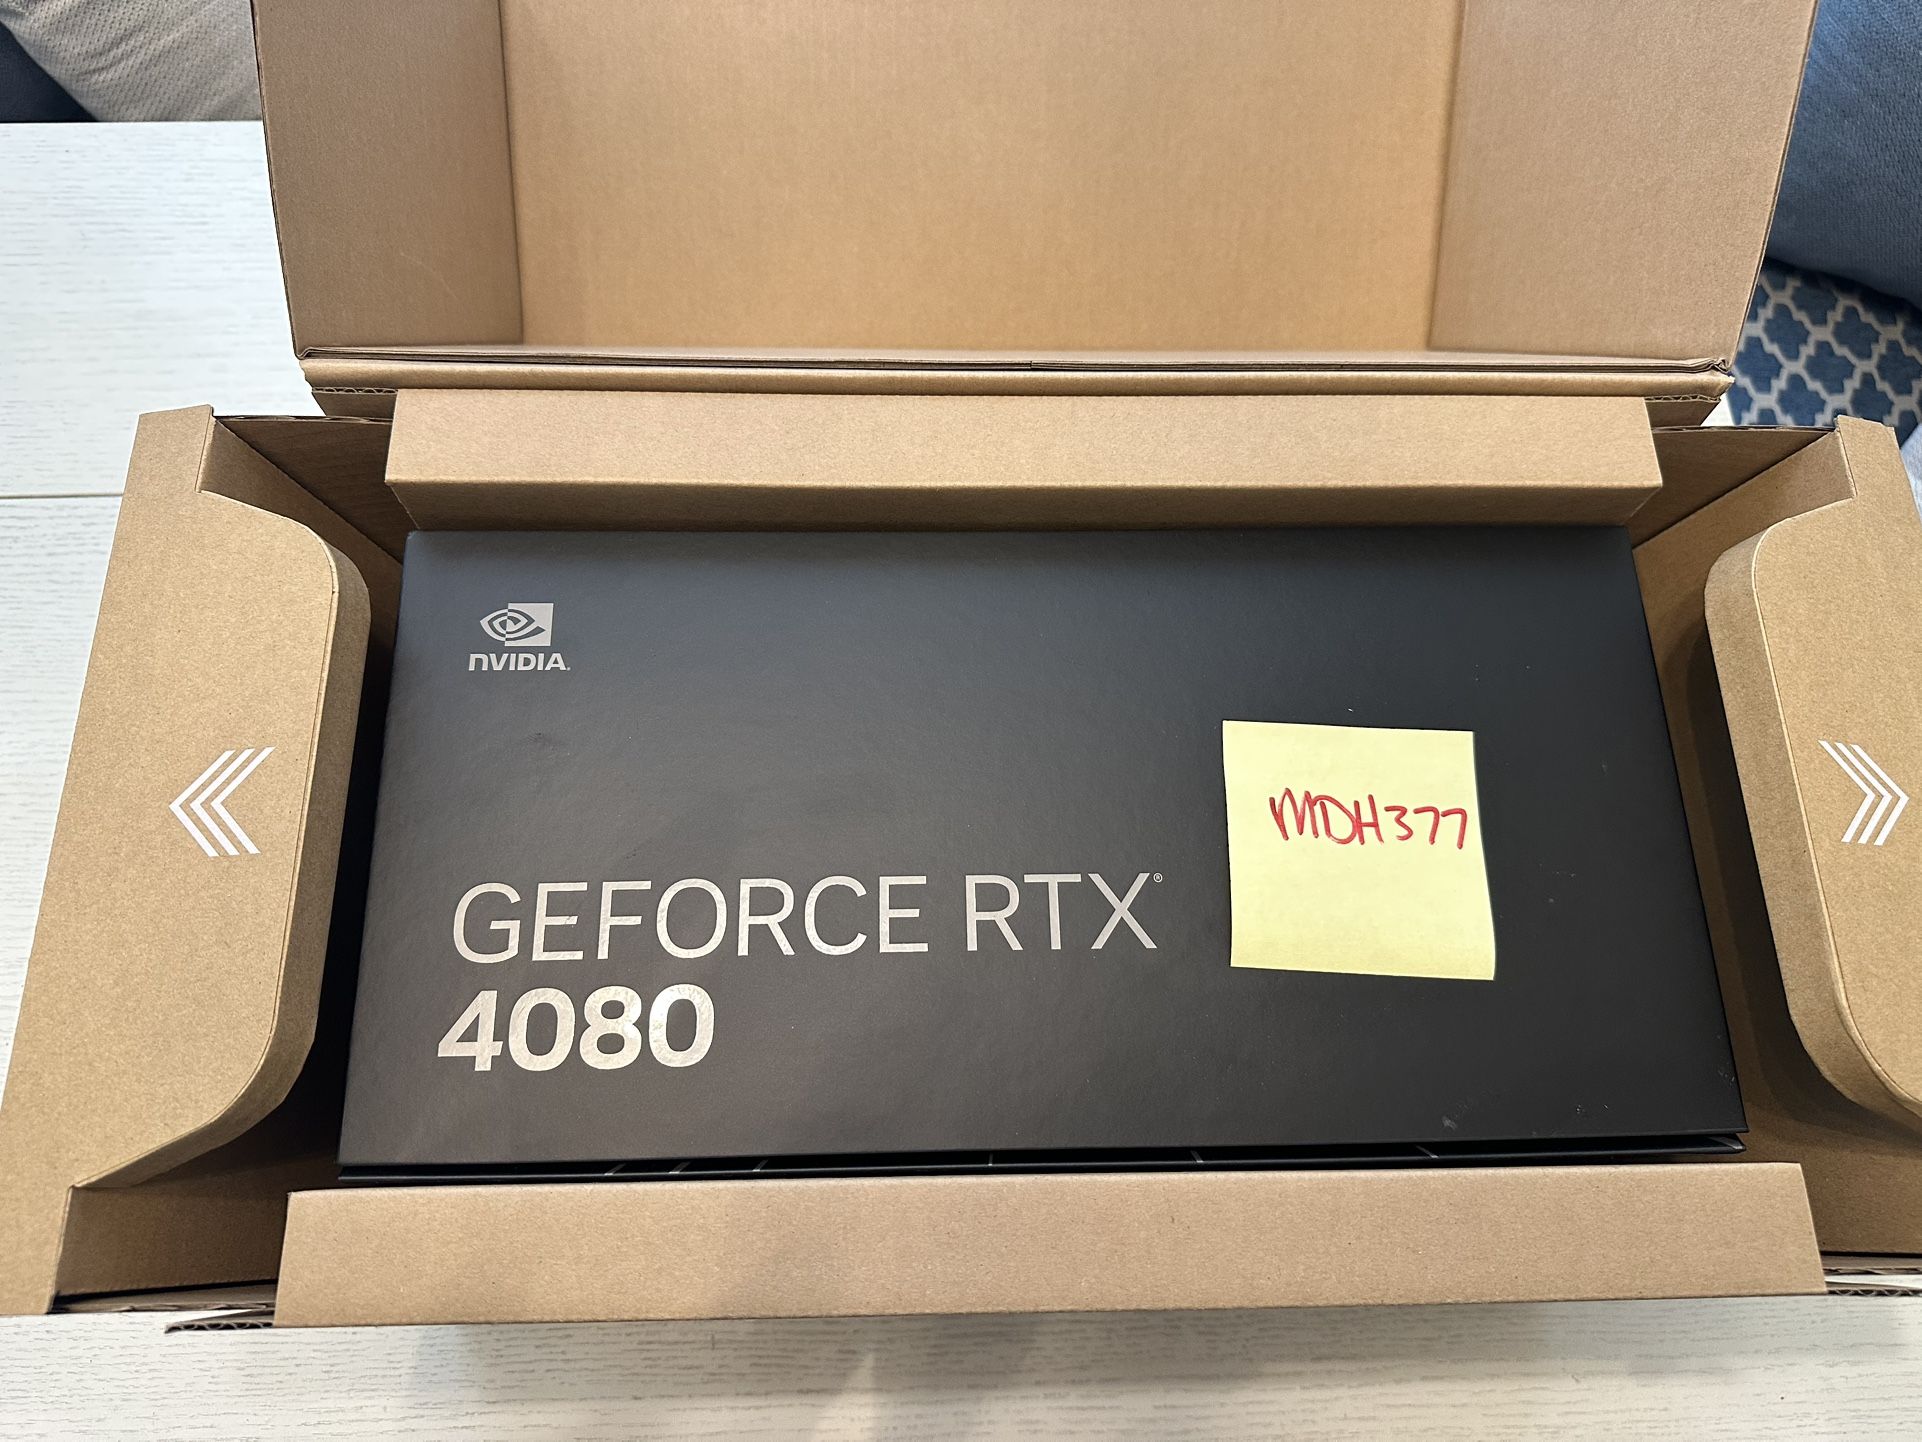 NVIDIA.
MDH377
GEFORCE RTX®
4080